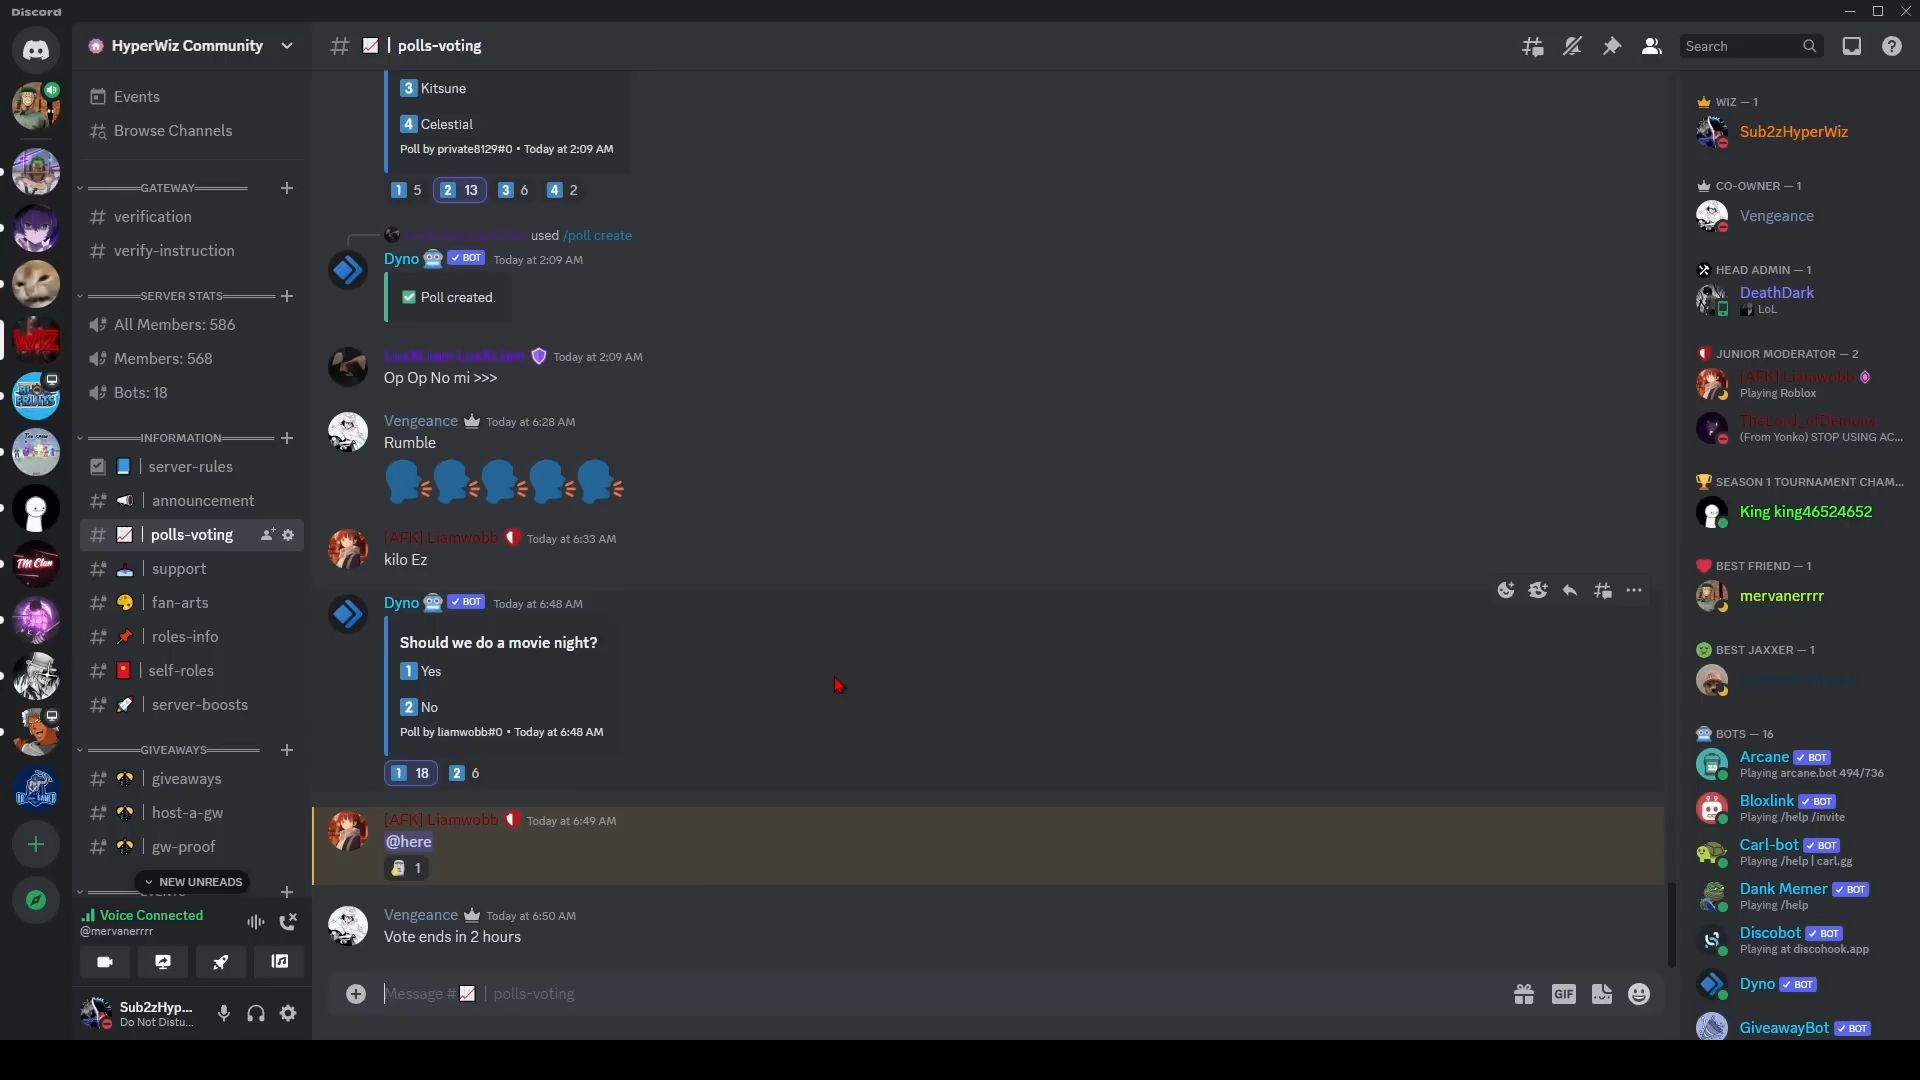 Discord
HyperWiz Community
Events
Browse Channels
GATEWAY
verification
verify-instruction
SERVER STATS
All Members: 586
Members: 568
Bots: 18
INFORMATION
server-rules
announcement
polls-voting
support
fan-arts
roles-info
self-roles
server-boosts
GIVEAWAYS
giveaways
host-a-gw
gw-proof
NEW UNREADS
Voice Connected
@mervanerrrr
Sub2zHyp...
Do Not Distu...
WIZ
BLOX FRUITS
TM Clan
# | polls-voting
Search
3 Kitsune
4 Celestial
Poll by private8129#0 • Today at 2:09 AM
1 5 2 13 3 6 4 2
used /poll create
Dyno ✓ BOT Today at 2:09 AM
Poll created.
Today at 2:09 AM
Op Op No mi >>>
Vengeance Today at 6:28 AM
Rumble
[AFK] Liamwobb Today at 6:33 AM
kilo Ez
Dyno ✓ BOT Today at 6:48 AM
Should we do a movie night?
1 Yes
2 No
Poll by liamwobb#0 • Today at 6:48 AM
1 18 2 6
[AFK] Liamwobb Today at 6:49 AM
@here
1
Vengeance Today at 6:50 AM
Vote ends in 2 hours
Message # | polls-voting
GIF
WIZ — 1
Sub2zHyperWiz
CO-OWNER — 1
Vengeance
HEAD ADMIN — 1
DeathDark
LoL
JUNIOR MODERATOR — 2
[AFK] Liamwobb
Playing Roblox
(From Yonko) STOP USING AC...
SEASON 1 TOURNAMENT CHAM...
King king46524652
BEST FRIEND — 1
mervanerrrr
BEST JAXXER — 1
BOTS — 16
Arcane ✓ BOT
Playing arcane.bot 494/736
Bloxlink ✓ BOT
Playing /help /invite
Carl-bot ✓ BOT
Playing /help | carl.gg
Dank Memer ✓ BOT
Playing /help
Discobot ✓ BOT
Playing at discohook.app
Dyno ✓ BOT
GiveawayBot ✓ BOT